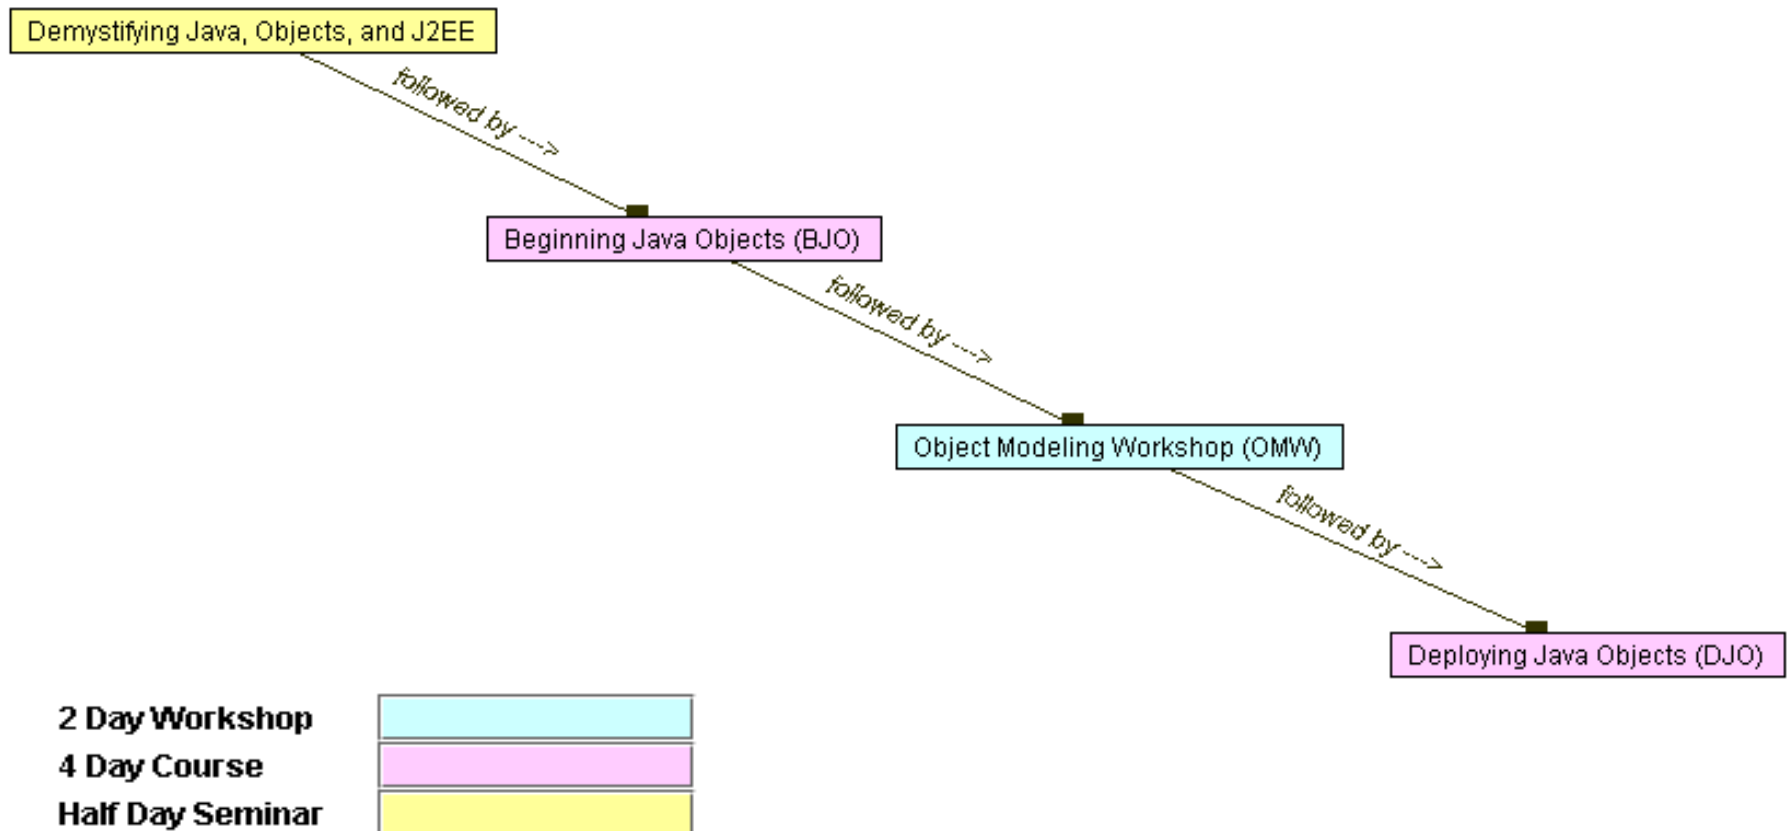 Demystifying Java, Objects, and J2EE
followed by ---->
Beginning Java Objects (BJO)
followed by ---->
Object Modeling Workshop (OMW)
followed by ---->
Deploying Java Objects (DJO)
2 Day Workshop
4 Day Course
Half Day Seminar